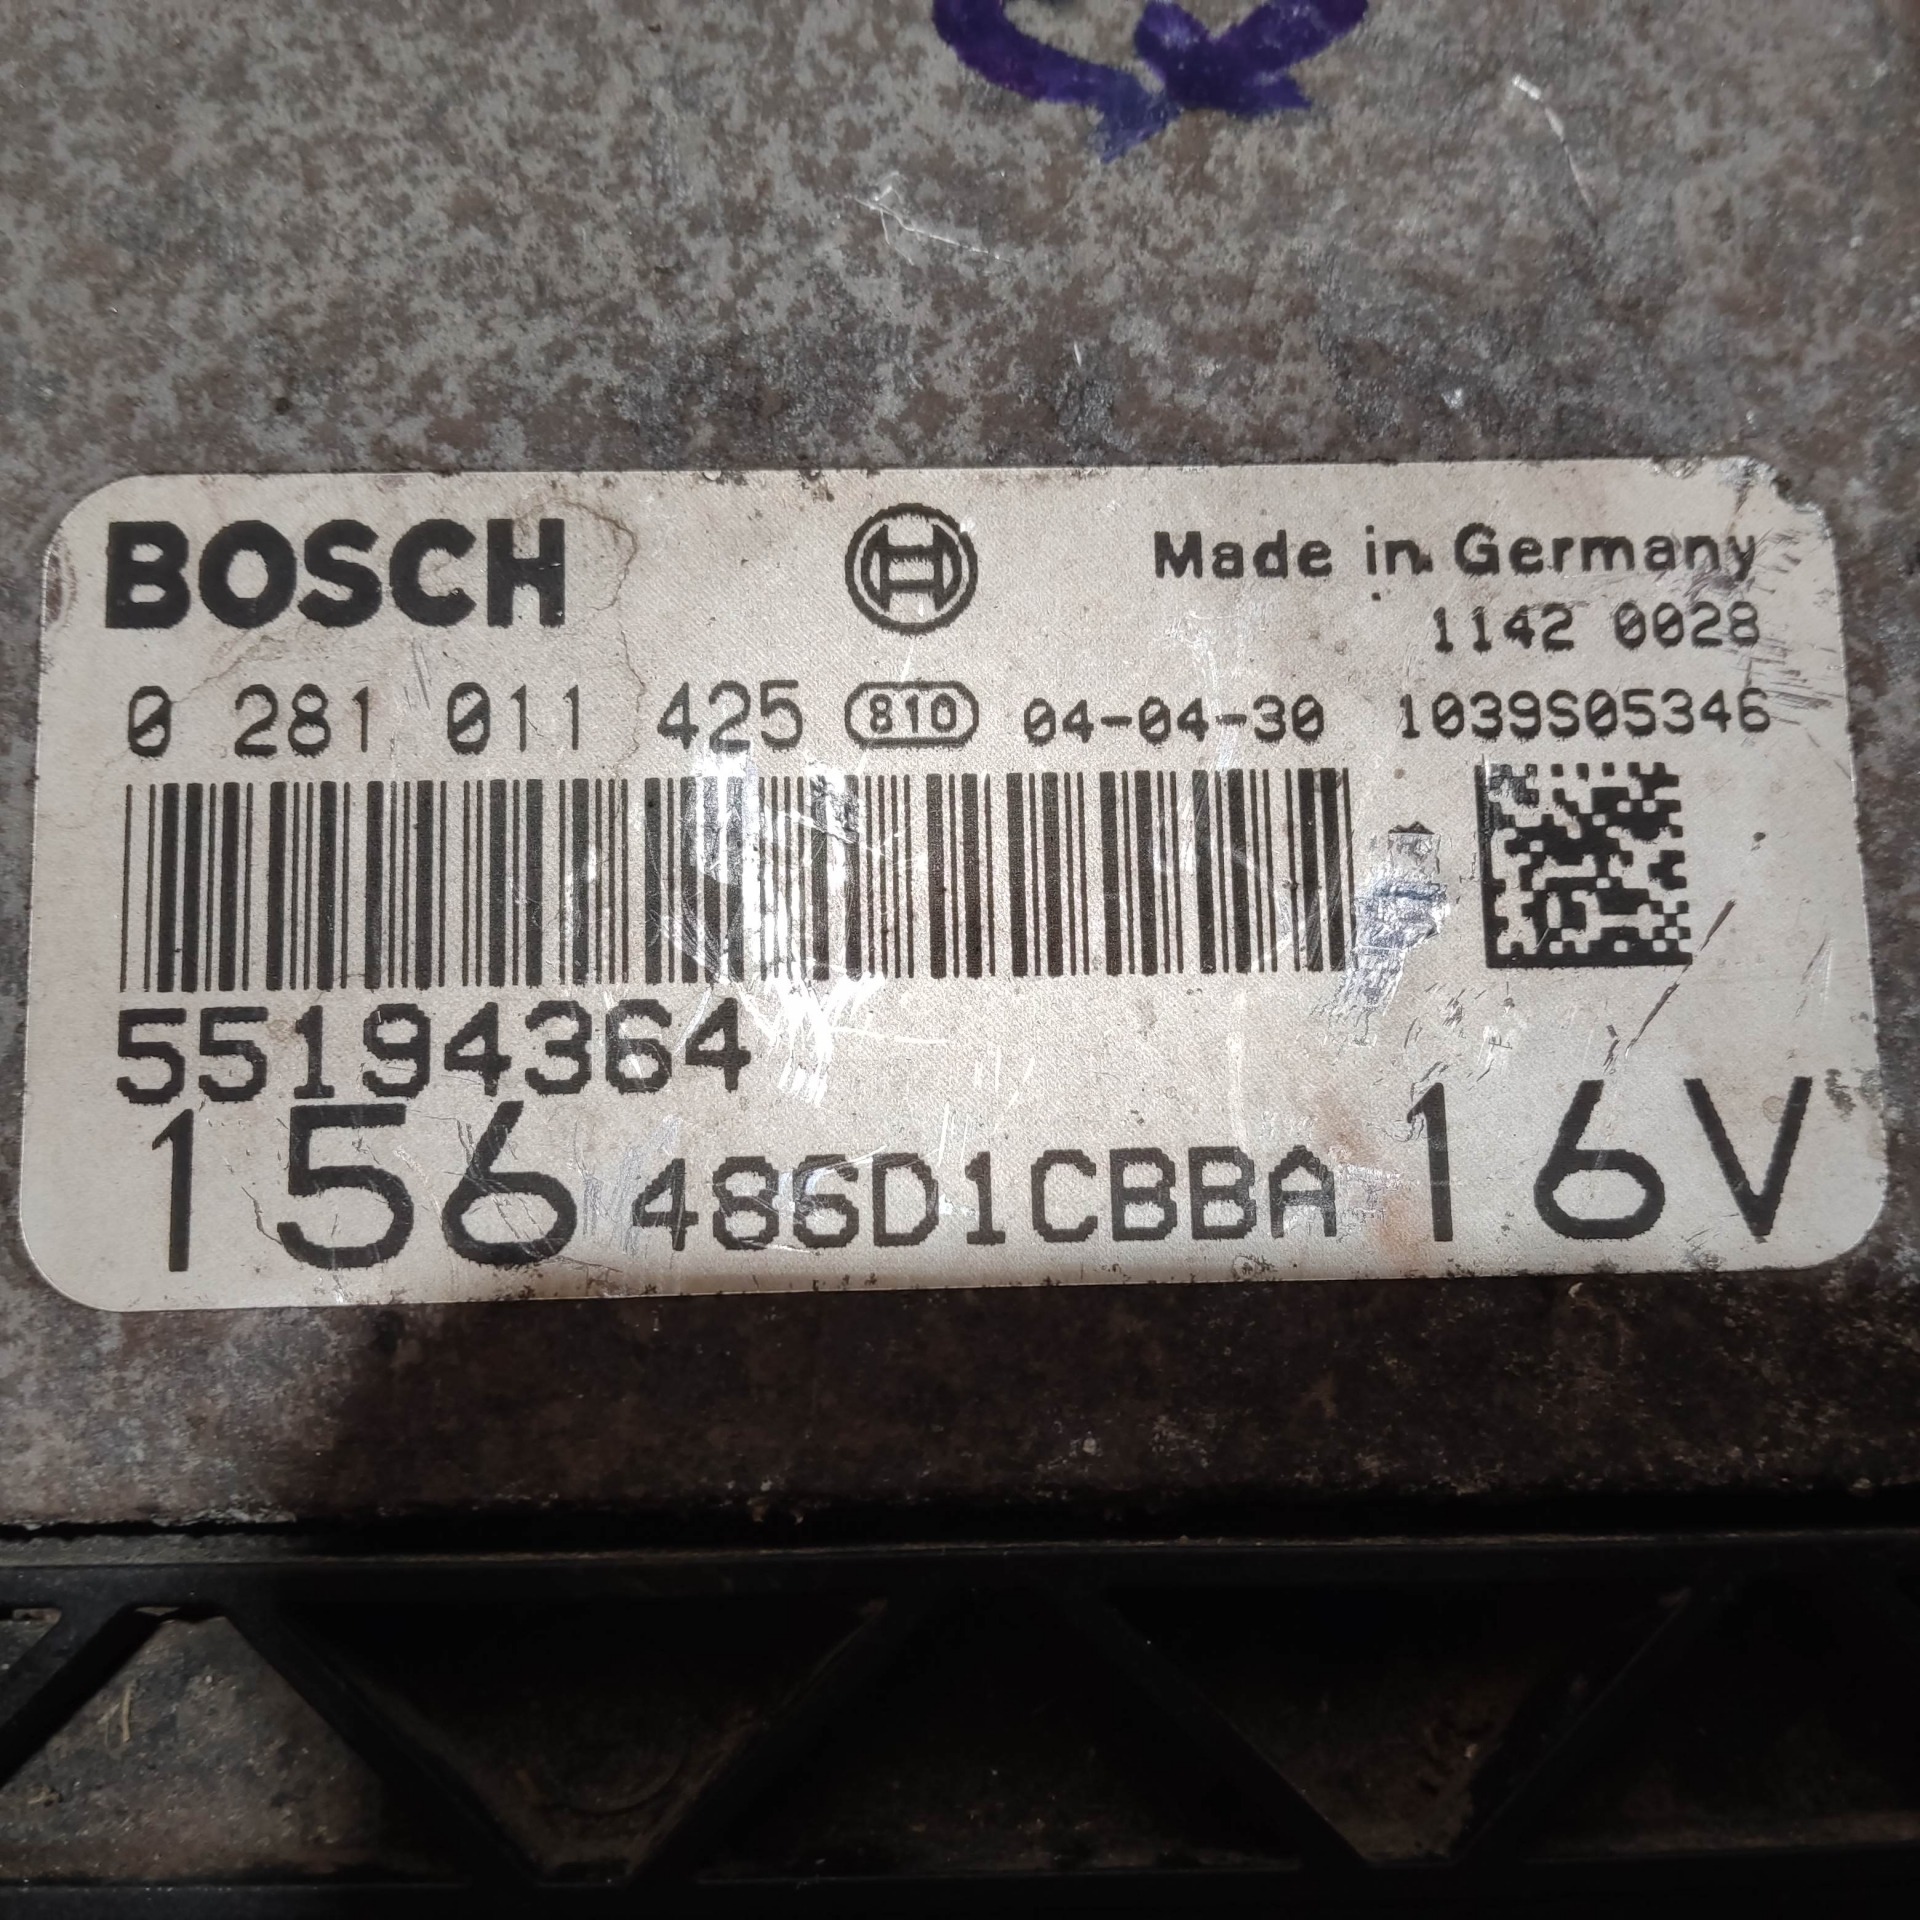 BOSCH
Made in Germany
1142 0028
0 281 011 425 810 04-04-30 1039S05346
55194364
156 486D1CBBA 16V